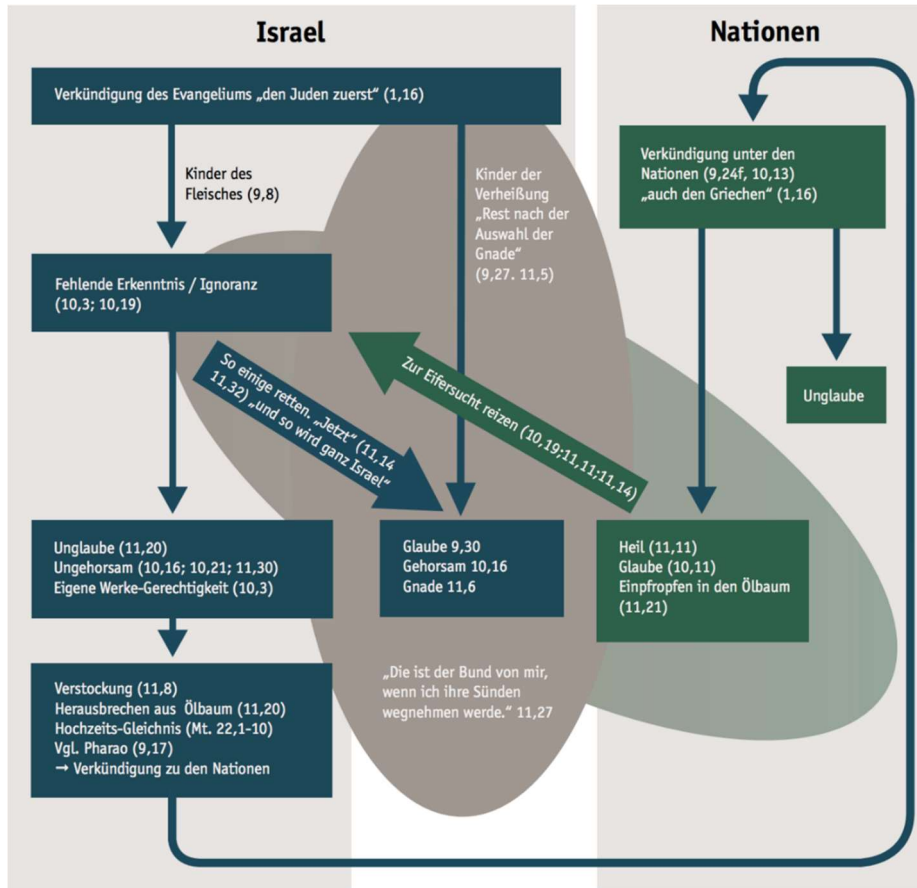 Israel
Nationen
Verkündigung des Evangeliums „den Juden zuerst“ (1,16)
Kinder des
Fleisches (9,8)
Kinder der
Verheißung
„Rest nach der
Auswahl der
Gnade“
(9,27. 11,5)
Verkündigung unter den
Nationen (9,24f, 10,13)
„auch den Griechen“ (1,16)
Fehlende Erkenntnis / Ignoranz
(10,3; 10,19)
So einige retten. „Jetzt“ (11,14
11,32) „und so wird ganz Israel“
Zur Eifersucht reizen (10,19;11,11;11,14)
Unglaube
Unglaube (11,20)
Ungehorsam (10,16; 10,21; 11,30)
Eigene Werke-Gerechtigkeit (10,3)
Glaube 9,30
Gehorsam 10,16
Gnade 11,6
Heil (11,11)
Glaube (10,11)
Einpfropfen in den Ölbaum
(11,21)
Verstockung (11,8)
Herausbrechen aus Ölbaum (11,20)
Hochzeits-Gleichnis (Mt. 22,1-10)
Vgl. Pharao (9,17)
→ Verkündigung zu den Nationen
„Die ist der Bund von mir,
wenn ich ihre Sünden
wegnehmen werde.“ 11,27